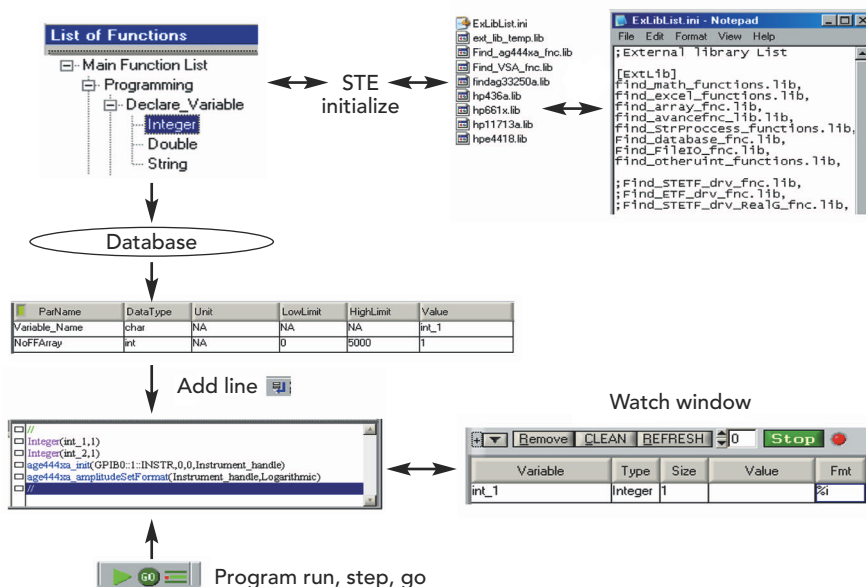 List of Functions
Main Function List
Programming
Declare_Variable
Integer
Double
String
STE
initialize
ExLibList.ini
ext_lib_temp.lib
Find_ag444xa_fnc.lib
Find_VSA_fnc.lib
findag33250a.lib
hp436a.lib
hp661x.lib
hp11713a.lib
hpe4418.lib
ExLibList.ini - Notepad
File Edit Format View Help
;External library List
[ExtLib]
find_math_functions.lib,
find_excel_functions.lib,
find_array_fnc.lib,
find_avancefnc_lib.lib,
find_StrProccess_functions.lib,
Find_database_fnc.lib,
Find_FileIO_fnc.lib,
find_otheruint_functions.lib,
;Find_STETF_drv_fnc.lib,
;Find_ETF_drv_fnc.lib,
;Find_STETF_drv_RealG_fnc.lib,
Database
ParName DataType Unit LowLimit HighLimit Value
Variable_Name char NA NA NA int_1
NoFFArray int NA 0 5000 1
Add line
//
Integer(int_1,1)
Integer(int_2,1)
age444xa_init(GPIB0::1::INSTR,0,0,Instrument_handle)
age444xa_amplitudeSetFormat(Instrument_handle,Logarithmic)
//
Watch window
Remove CLEAN REFRESH 0 Stop
Variable Type Size Value Fmt
int_1 Integer 1 %i
GO
Program run, step, go